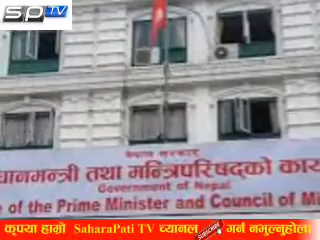 sp TV
नेपाल सरकार
धानमन्त्री तथा मन्त्रिपरिषद्को कार
Government of Nepal
e of the Prime Minister and Council of Mi
कृपया हाम्रो SaharaPati TV च्यानल SUBSCRIBE गर्न नभुल्नुहोला